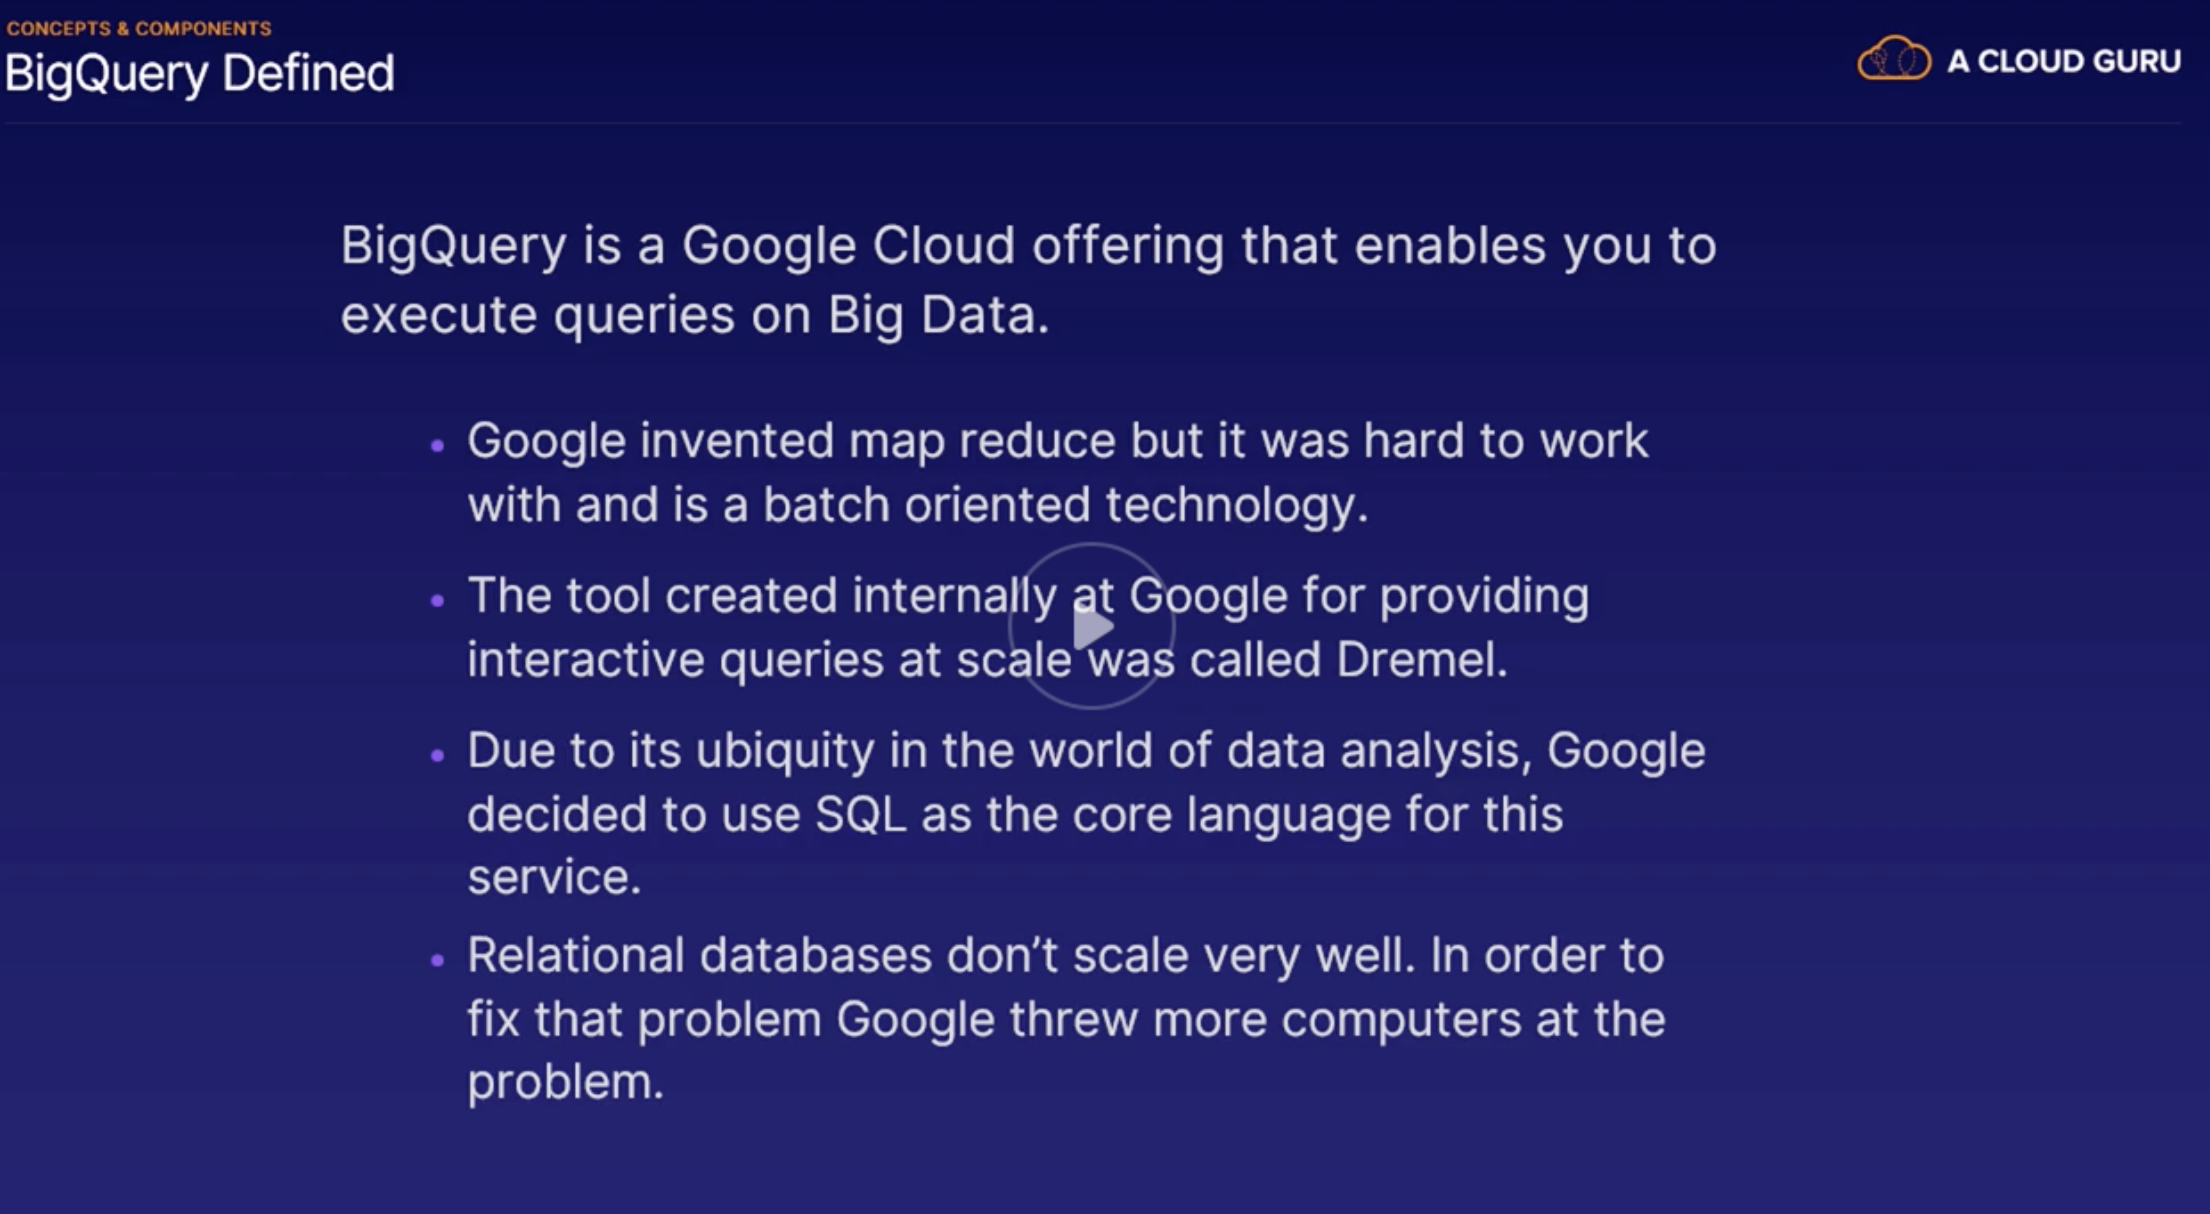 CONCEPTS & COMPONENTS
BigQuery Defined
A CLOUD GURU
BigQuery is a Google Cloud offering that enables you to
execute queries on Big Data.
• Google invented map reduce but it was hard to work
with and is a batch oriented technology.
• The tool created internally at Google for providing
interactive queries at scale was called Dremel.
• Due to its ubiquity in the world of data analysis, Google
decided to use SQL as the core language for this
service.
• Relational databases don’t scale very well. In order to
fix that problem Google threw more computers at the
problem.